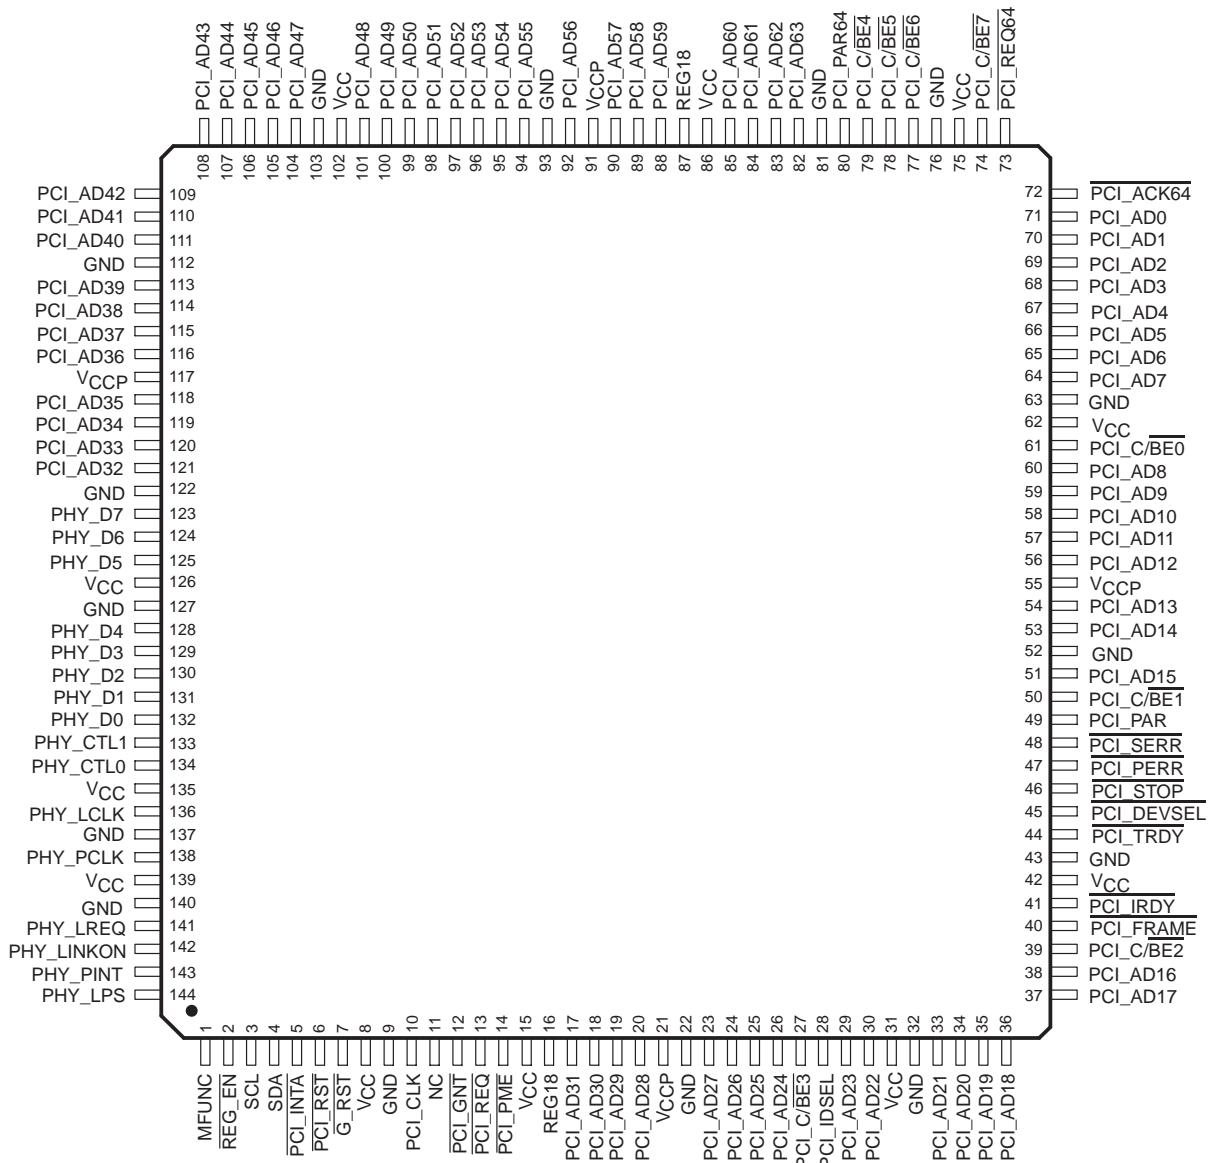 PCI_AD43
PCI_AD44
PCI_AD45
PCI_AD46
PCI_AD47
GND
VCC
PCI_AD48
PCI_AD49
PCI_AD50
PCI_AD51
PCI_AD52
PCI_AD53
PCI_AD54
PCI_AD55
GND
PCI_AD56
VCCP
PCI_AD57
PCI_AD58
PCI_AD59
REG18
VCC
PCI_AD60
PCI_AD61
PCI_AD62
PCI_AD63
GND
PCI_PAR64
PCI_C/BE4
PCI_C/BE5
PCI_C/BE6
GND
VCC
PCI_C/BE7
PCI_REQ64
108
107
106
105
104
103
102
101
100
99
98
97
96
95
94
93
92
91
90
89
88
87
86
85
84
83
82
81
80
79
78
77
76
75
74
73
PCI_AD42 109
PCI_AD41 110
PCI_AD40 111
GND 112
PCI_AD39 113
PCI_AD38 114
PCI_AD37 115
PCI_AD36 116
VCCP 117
PCI_AD35 118
PCI_AD34 119
PCI_AD33 120
PCI_AD32 121
GND 122
PHY_D7 123
PHY_D6 124
PHY_D5 125
VCC 126
GND 127
PHY_D4 128
PHY_D3 129
PHY_D2 130
PHY_D1 131
PHY_D0 132
PHY_CTL1 133
PHY_CTL0 134
VCC 135
PHY_LCLK 136
GND 137
PHY_PCLK 138
VCC 139
GND 140
PHY_LREQ 141
PHY_LINKON 142
PHY_PINT 143
PHY_LPS 144
72 PCI_ACK64
71 PCI_AD0
70 PCI_AD1
69 PCI_AD2
68 PCI_AD3
67 PCI_AD4
66 PCI_AD5
65 PCI_AD6
64 PCI_AD7
63 GND
62 VCC
61 PCI_C/BE0
60 PCI_AD8
59 PCI_AD9
58 PCI_AD10
57 PCI_AD11
56 PCI_AD12
55 VCCP
54 PCI_AD13
53 PCI_AD14
52 GND
51 PCI_AD15
50 PCI_C/BE1
49 PCI_PAR
48 PCI_SERR
47 PCI_PERR
46 PCI_STOP
45 PCI_DEVSEL
44 PCI_TRDY
43 GND
42 VCC
41 PCI_IRDY
40 PCI_FRAME
39 PCI_C/BE2
38 PCI_AD16
37 PCI_AD17
1
2
3
4
5
6
7
8
9
10
11
12
13
14
15
16
17
18
19
20
21
22
23
24
25
26
27
28
29
30
31
32
33
34
35
36
MFUNC
REG_EN
SCL
SDA
PCI_INTA
PCI_RST
G_RST
VCC
GND
PCI_CLK
NC
PCI_GNT
PCI_REQ
PCI_PME
VCC
REG18
PCI_AD31
PCI_AD30
PCI_AD29
PCI_AD28
VCCP
GND
PCI_AD27
PCI_AD26
PCI_AD25
PCI_AD24
PCI_C/BE3
PCI_IDSEL
PCI_AD23
PCI_AD22
VCC
GND
PCI_AD21
PCI_AD20
PCI_AD19
PCI_AD18